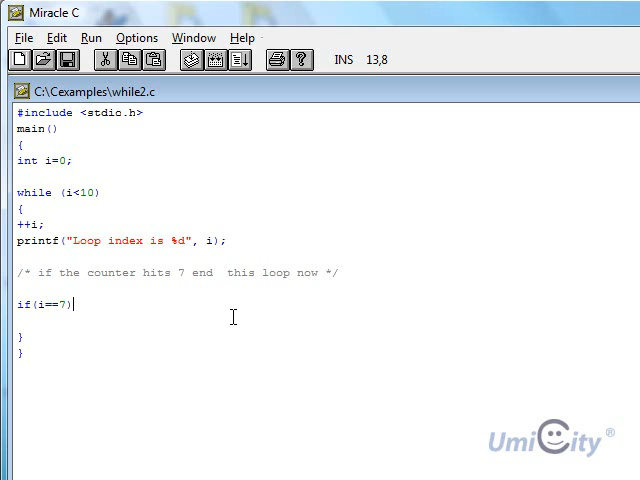 Miracle C
File Edit Run Options Window Help
INS 13,8
C:\Cexamples\while2.c
#include <stdio.h>
main()
{
int i=0;
while (i<10)
{
++i;
printf("Loop index is %d", i);
/* if the counter hits 7 end  this loop now */
if(i==7)
}
}
UmiCity ®